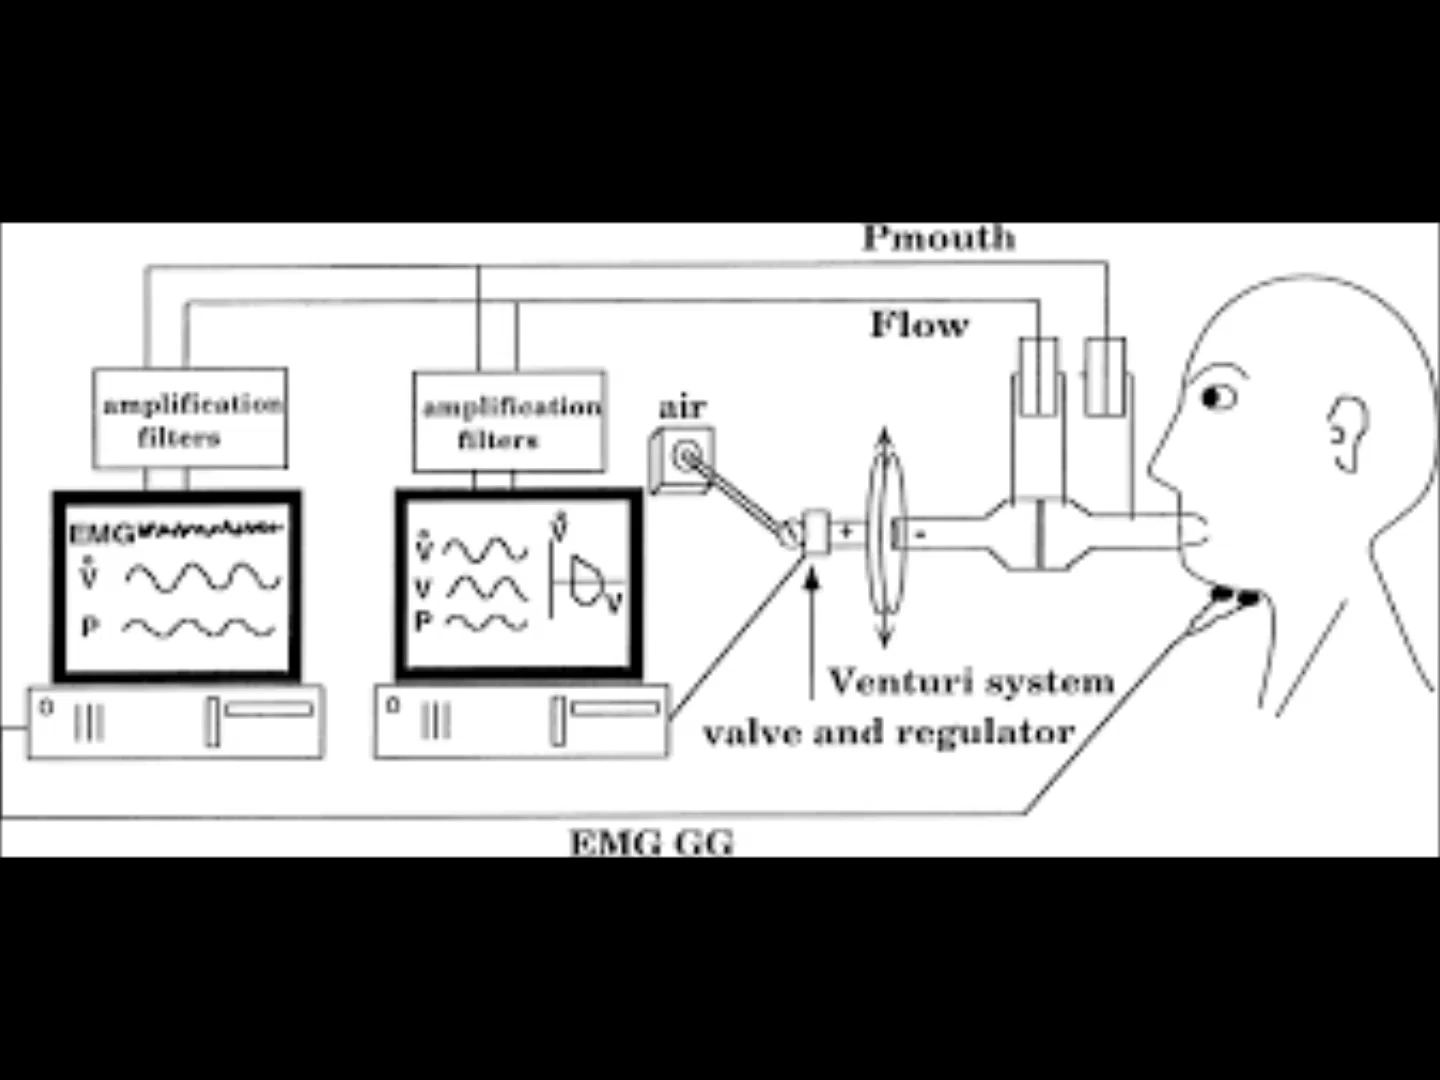 Pmouth
Flow
amplification
filters
amplification
filters
air
EMG
V̊
P
V̊
V
P
V̊
V
+
-
Venturi system
valve and regulator
EMG GG